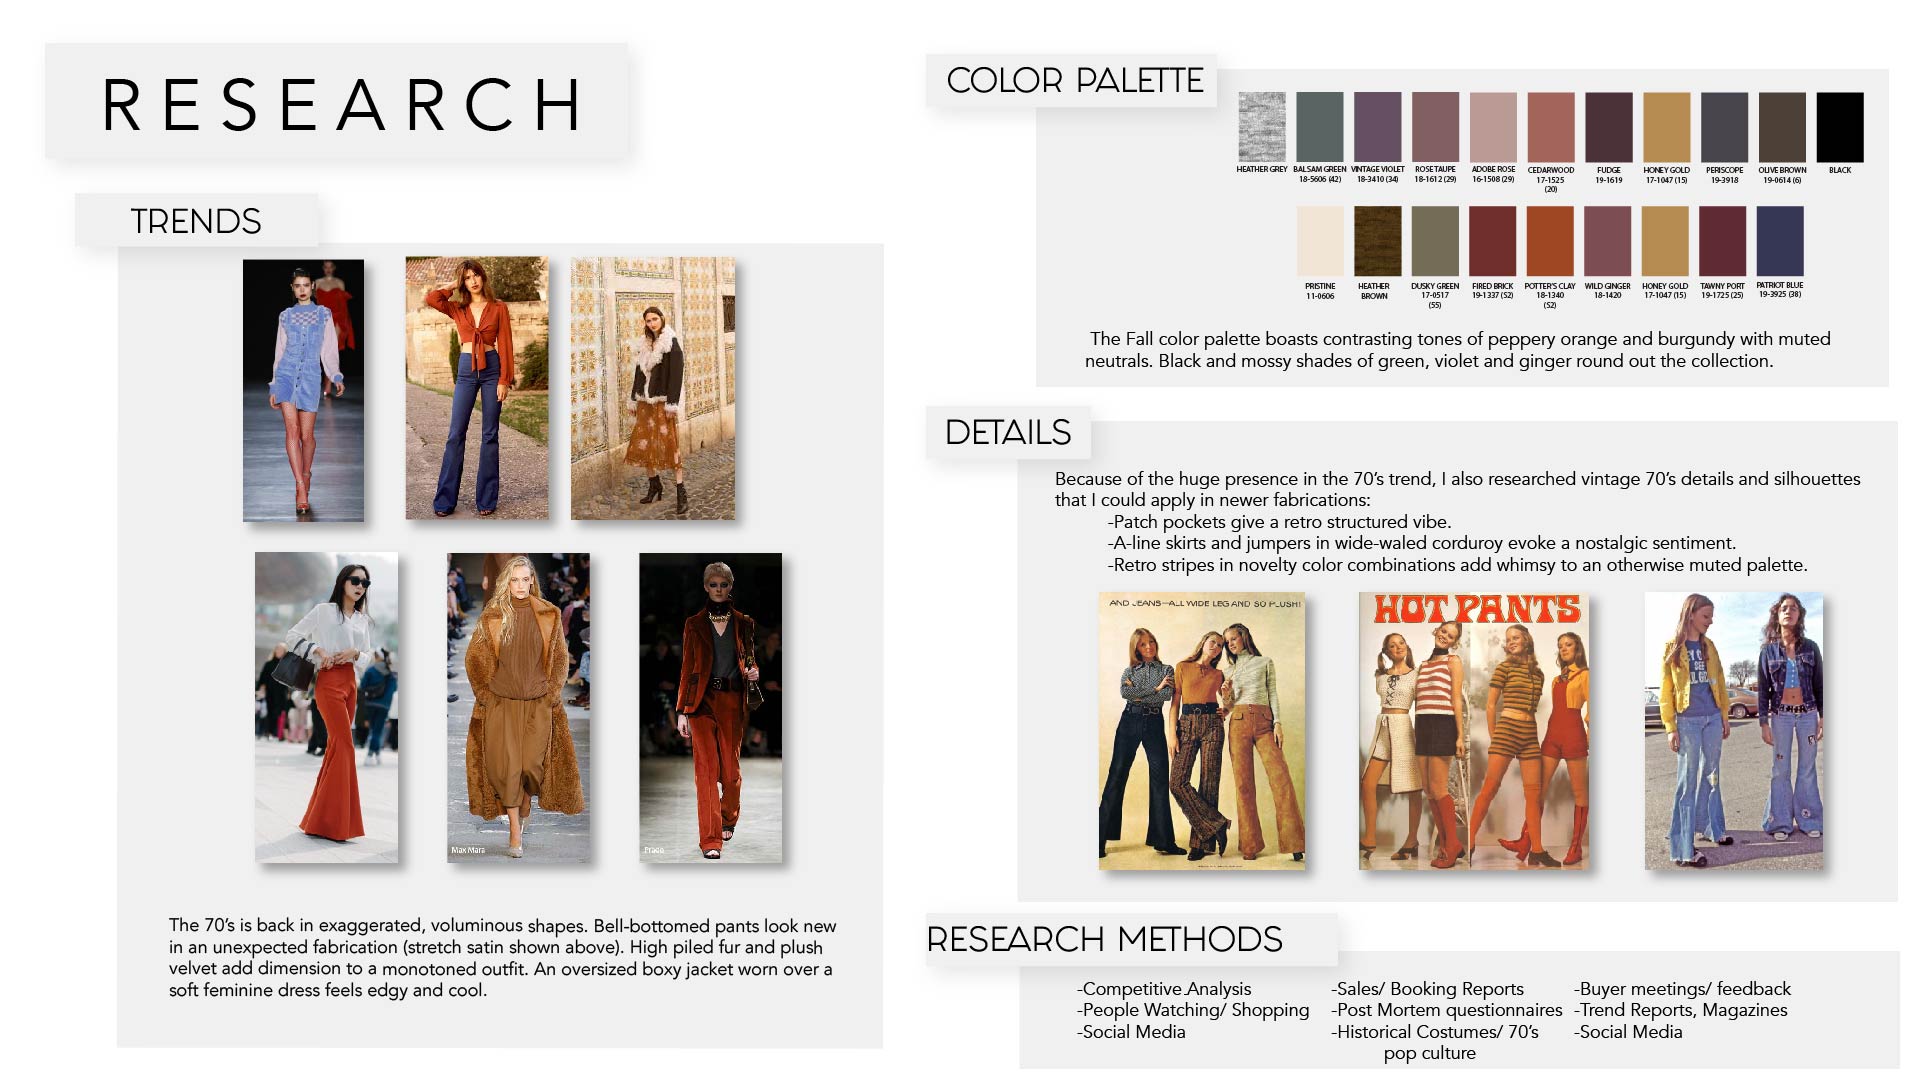 RESEARCH
TRENDS
Max Mara
Prada
The 70's is back in exaggerated, voluminous shapes. Bell-bottomed pants look new
in an unexpected fabrication (stretch satin shown above). High piled fur and plush
velvet add dimension to a monotoned outfit. An oversized boxy jacket worn over a
soft feminine dress feels edgy and cool.
COLOR PALETTE
HEATHER GREY
BALSAM GREEN
18-5606 (42)
VINTAGE VIOLET
18-3410 (34)
ROSE TAUPE
18-1612 (29)
ADOBE ROSE
16-1508 (29)
CEDARWOOD
17-1525
(20)
FUDGE
19-1619
HONEY GOLD
17-1047 (15)
PERISCOPE
19-3918
OLIVE BROWN
19-0614 (6)
BLACK
PRISTINE
11-0606
HEATHER
BROWN
DUSKY GREEN
17-0517
(55)
FIRED BRICK
19-1337 (52)
POTTER'S CLAY
18-1340
(52)
WILD GINGER
18-1420
HONEY GOLD
17-1047 (15)
TAWNY PORT
19-1725 (25)
PATRIOT BLUE
19-3925 (38)
The Fall color palette boasts contrasting tones of peppery orange and burgundy with muted
neutrals. Black and mossy shades of green, violet and ginger round out the collection.
DETAILS
Because of the huge presence in the 70's trend, I also researched vintage 70's details and silhouettes
that I could apply in newer fabrications:
-Patch pockets give a retro structured vibe.
-A-line skirts and jumpers in wide-waled corduroy evoke a nostalgic sentiment.
-Retro stripes in novelty color combinations add whimsy to an otherwise muted palette.
AND JEANS—ALL WIDE LEG AND SO PLUSH!
HOT PANTS
RESEARCH METHODS
-Competitive.Analysis
-People Watching/ Shopping
-Social Media
-Sales/ Booking Reports
-Post Mortem questionnaires
-Historical Costumes/ 70's
pop culture
-Buyer meetings/ feedback
-Trend Reports, Magazines
-Social Media